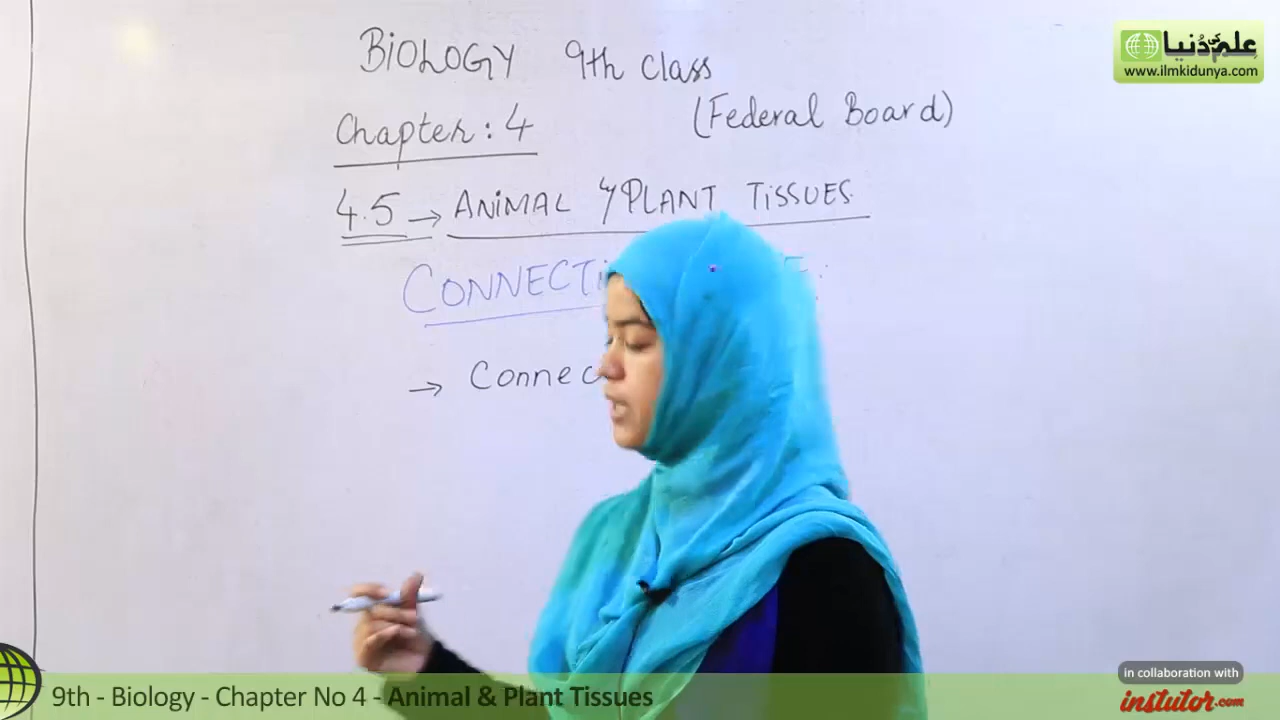 BIOLOGY 9th Class
(Federal Board)
Chapter: 4
4.5 → ANIMAL & PLANT TISSUES.
CONNECTI
→ Connec
علم کی دنیا
www.ilmkidunya.com
9th - Biology - Chapter No 4 - Animal & Plant Tissues
in collaboration with
instutor.com